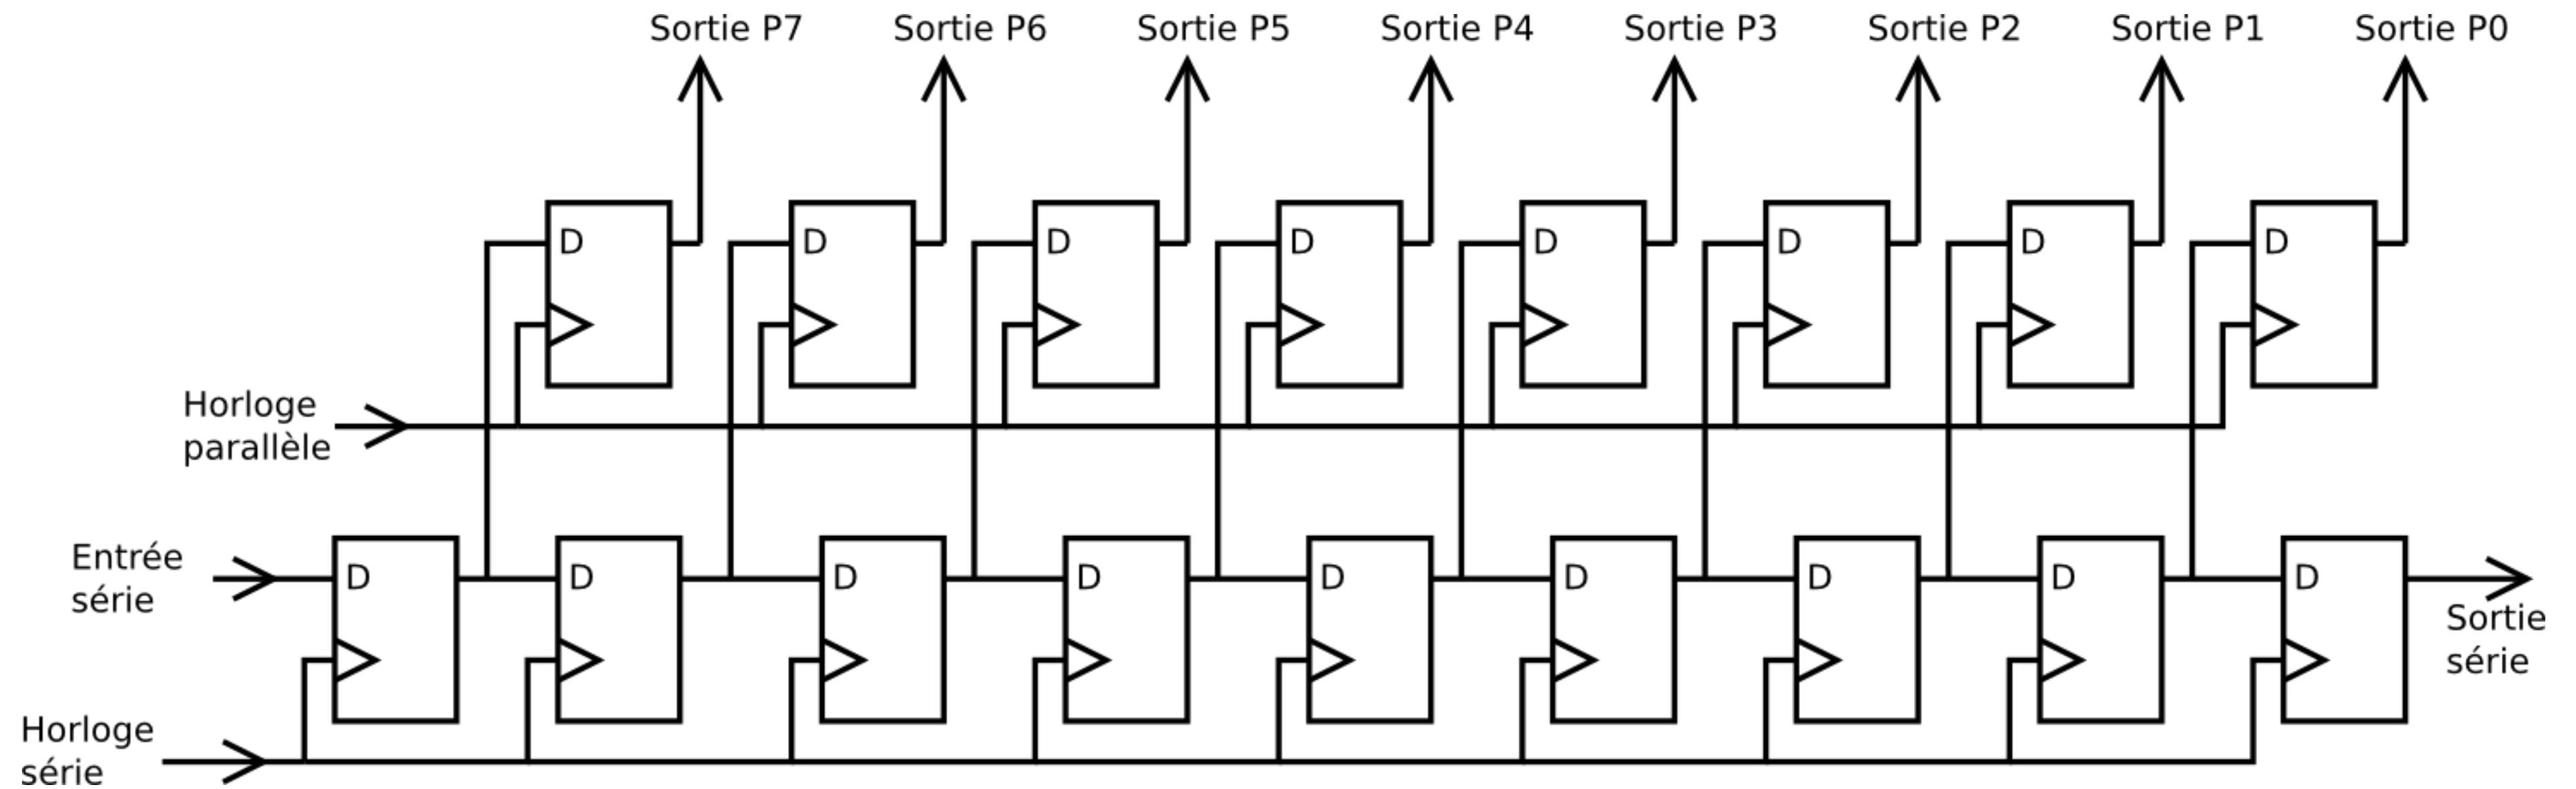 Sortie P7 Sortie P6 Sortie P5 Sortie P4 Sortie P3 Sortie P2 Sortie P1 Sortie P0
D D D D D D D D
Horloge
parallèle
Entrée
série
D D D D D D D D D
Sortie
série
Horloge
série